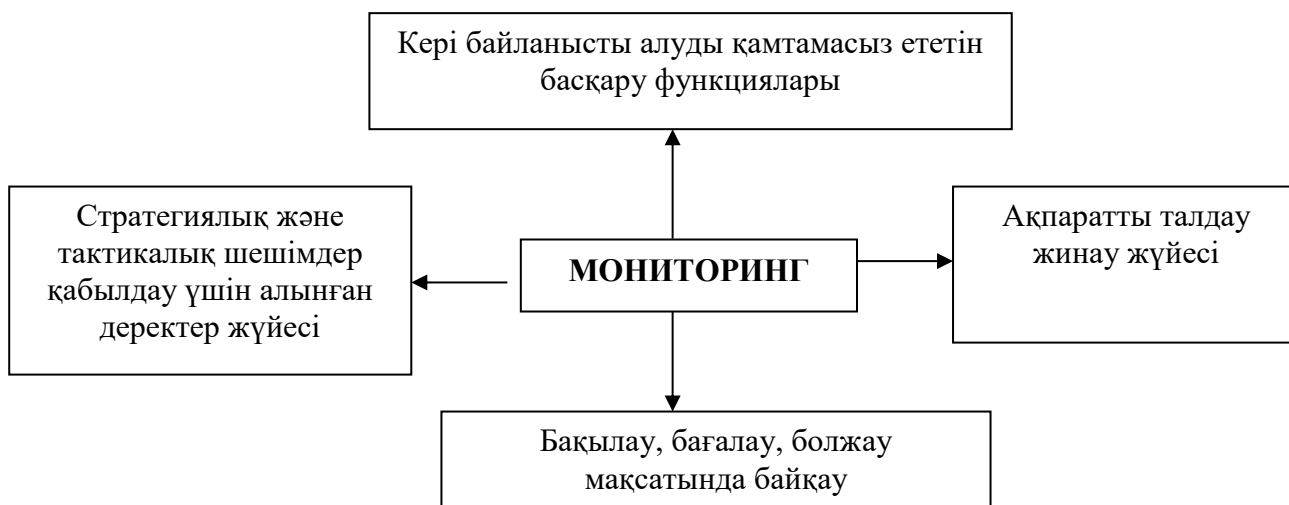 Кері байланысты алуды қамтамасыз ететін
басқару функциялары
Стратегиялық және
тактикалық шешімдер
қабылдау үшін алынған
деректер жүйесі
МОНИТОРИНГ
Ақпаратты талдау
жинау жүйесі
Бақылау, бағалау, болжау
мақсатында байқау